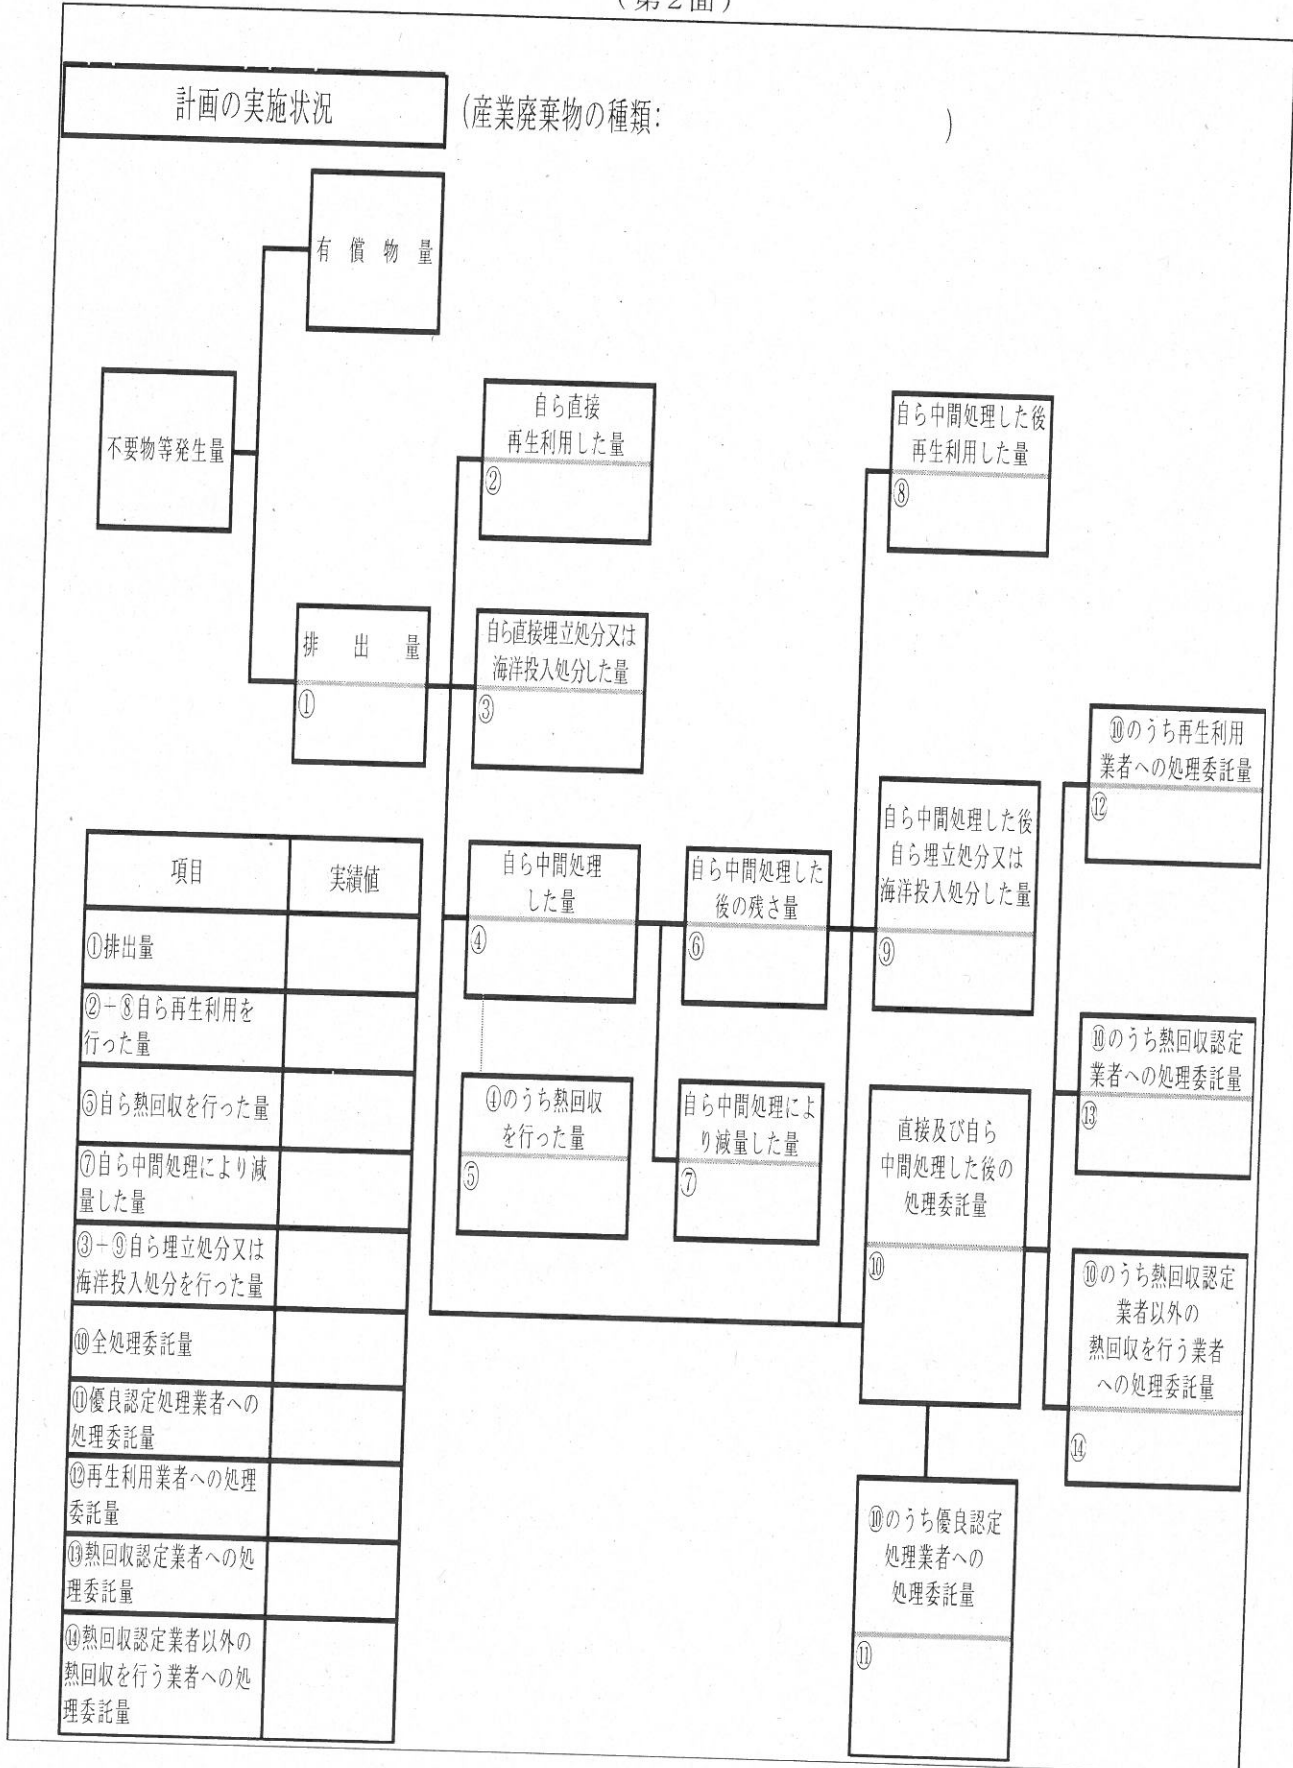 (第2面)
計画の実施状況
(産業廃棄物の種類: )
有償物量
不要物等発生量
自ら直接
再生利用した量
②
自ら中間処理した後
再生利用した量
⑧
排出量
①
自ら直接埋立処分又は
海洋投入処分した量
③
⑩のうち再生利用
業者への処理委託量
⑫
自ら中間処理した後
自ら埋立処分又は
海洋投入処分した量
⑨
自ら中間処理
した量
④
自ら中間処理した
後の残さ量
⑥
⑩のうち熱回収認定
業者への処理委託量
⑬
④のうち熱回収
を行った量
⑤
自ら中間処理によ
り減量した量
⑦
直接及び自ら
中間処理した後の
処理委託量
⑩
⑩のうち熱回収認定
業者以外の
熱回収を行う業者
への処理委託量
⑭
⑩のうち優良認定
処理業者への
処理委託量
⑪
項目 実績値
①排出量
②+⑧自ら再生利用を
行った量
⑤自ら熱回収を行った量
⑦自ら中間処理により減
量した量
③+⑨自ら埋立処分又は
海洋投入処分を行った量
⑩全処理委託量
⑪優良認定処理業者への
処理委託量
⑫再生利用業者への処理
委託量
⑬熱回収認定業者への処
理委託量
⑭熱回収認定業者以外の
熱回収を行う業者への処
理委託量